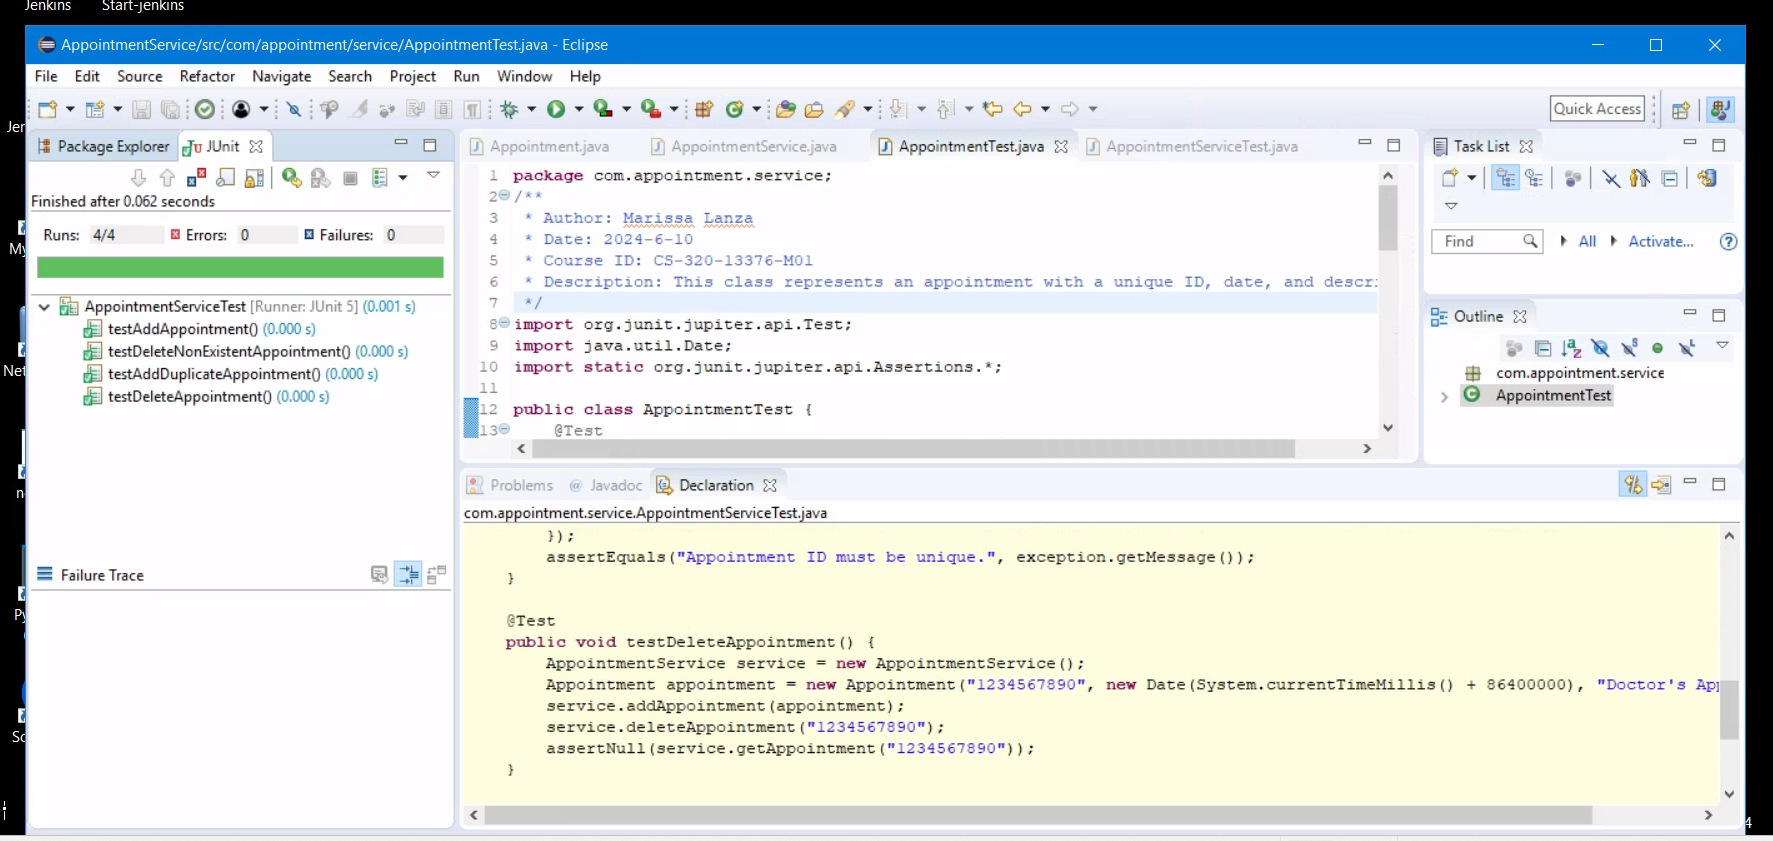 Jenkins Start-jenkins
AppointmentService/src/com/appointment/service/AppointmentTest.java - Eclipse
File Edit Source Refactor Navigate Search Project Run Window Help
Quick Access
Package Explorer JUnit
Finished after 0.062 seconds
Runs: 4/4 Errors: 0 Failures: 0
AppointmentServiceTest [Runner: JUnit 5] (0.001 s)
testAddAppointment() (0.000 s)
testDeleteNonExistentAppointment() (0.000 s)
testAddDuplicateAppointment() (0.000 s)
testDeleteAppointment() (0.000 s)
Failure Trace
Appointment.java AppointmentService.java AppointmentTest.java AppointmentServiceTest.java
1 package com.appointment.service;
2 /**
3 * Author: Marissa Lanza
4 * Date: 2024-6-10
5 * Course ID: CS-320-13376-M01
6 * Description: This class represents an appointment with a unique ID, date, and descr
7 */
8 import org.junit.jupiter.api.Test;
9 import java.util.Date;
10 import static org.junit.jupiter.api.Assertions.*;
11
12 public class AppointmentTest {
13 @Test
Task List
Find All Activate...
Outline
com.appointment.service
AppointmentTest
Problems @ Javadoc Declaration
com.appointment.service.AppointmentServiceTest.java
});
assertEquals("Appointment ID must be unique.", exception.getMessage());
}
@Test
public void testDeleteAppointment() {
AppointmentService service = new AppointmentService();
Appointment appointment = new Appointment("1234567890", new Date(System.currentTimeMillis() + 86400000), "Doctor's Ap
service.addAppointment(appointment);
service.deleteAppointment("1234567890");
assertNull(service.getAppointment("1234567890"));
}